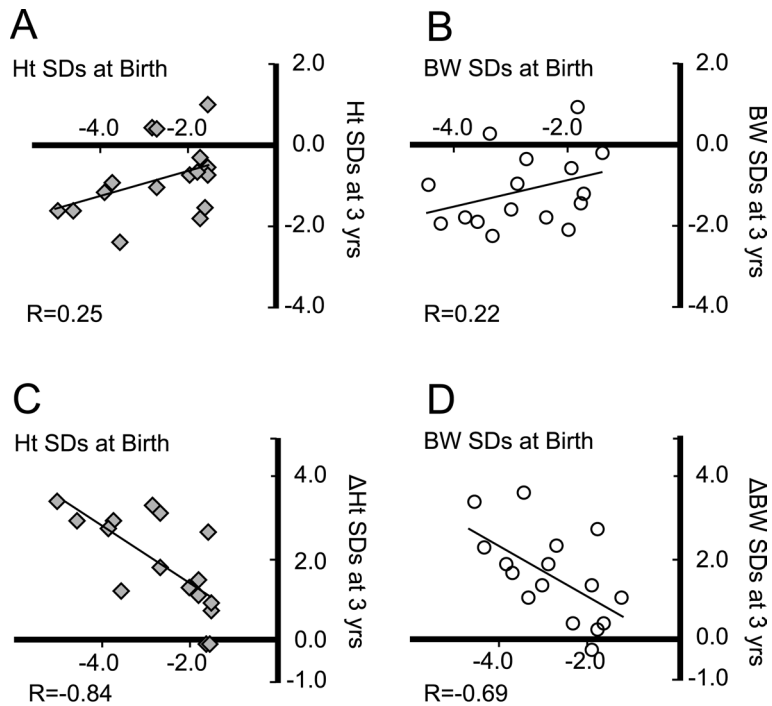 A
Ht SDs at Birth
2.0
-4.0
-2.0
0.0
-2.0
-4.0
Ht SDs at 3 yrs
R=0.25
B
BW SDs at Birth
2.0
-4.0
-2.0
0.0
-2.0
-4.0
BW SDs at 3 yrs
R=0.22
C
Ht SDs at Birth
4.0
2.0
0.0
-4.0
-2.0
-1.0
ΔHt SDs at 3 yrs
R=-0.84
D
BW SDs at Birth
4.0
2.0
0.0
-4.0
-2.0
-1.0
ΔBW SDs at 3 yrs
R=-0.69